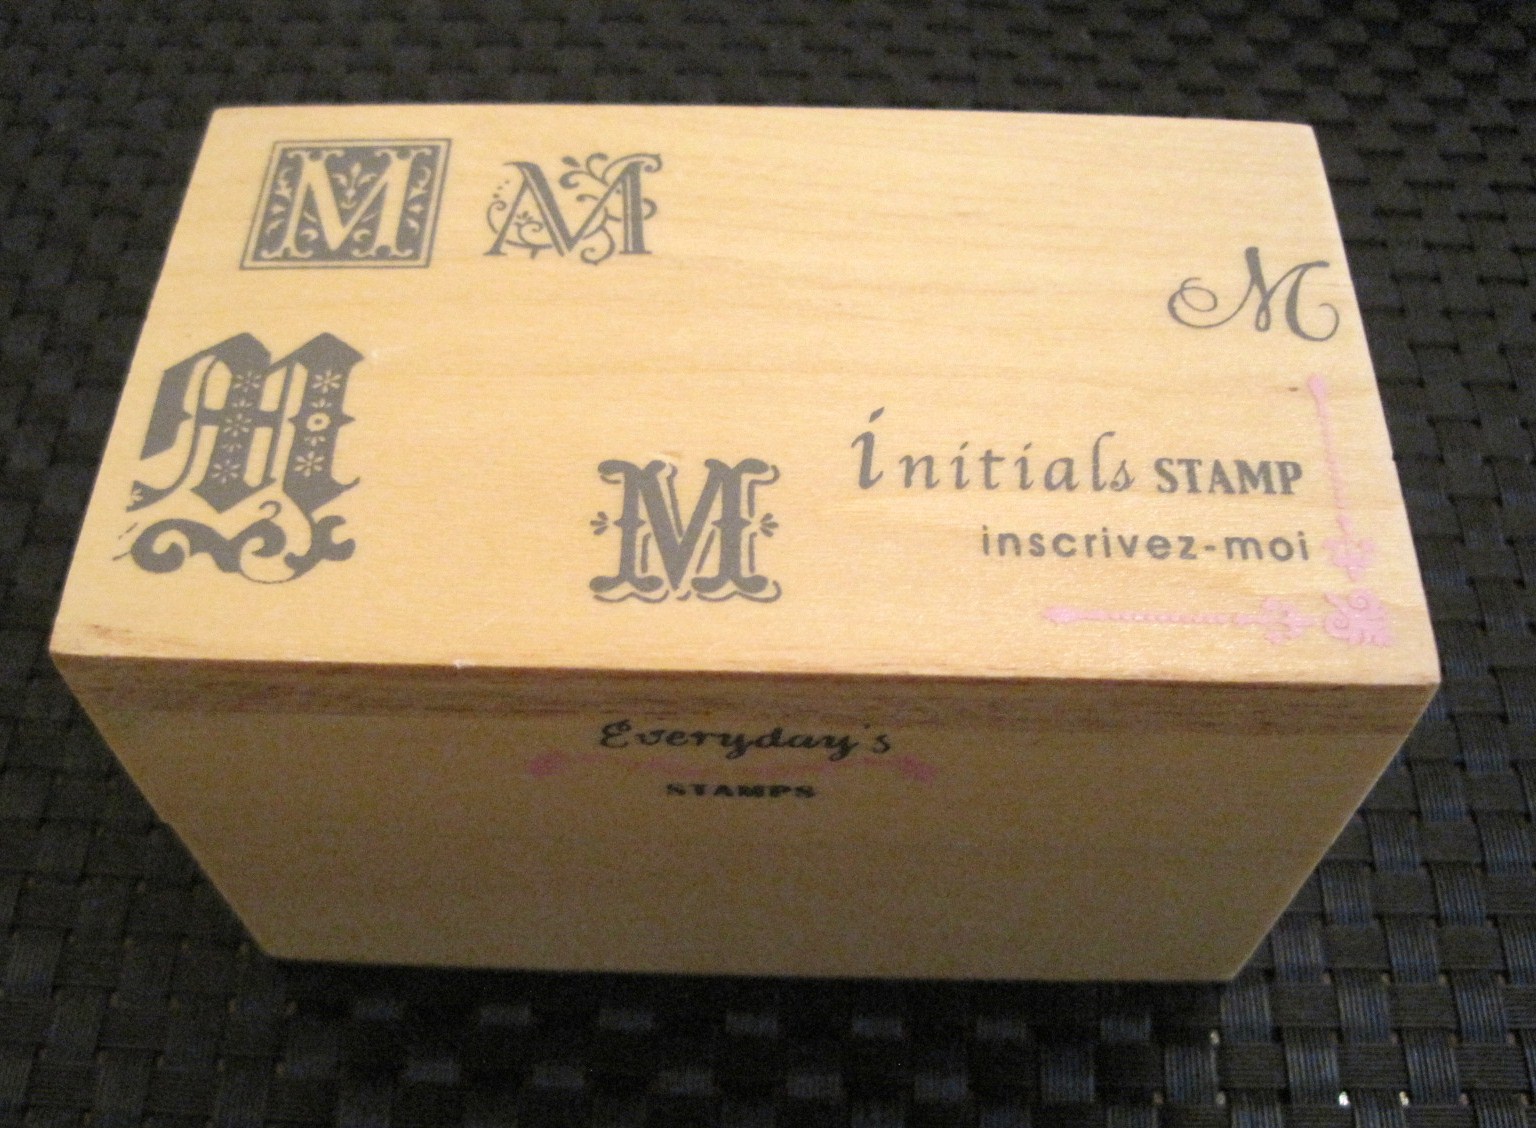 M M
M
M
M
initials STAMP
inscrivez-moi
Everyday's
STAMPS